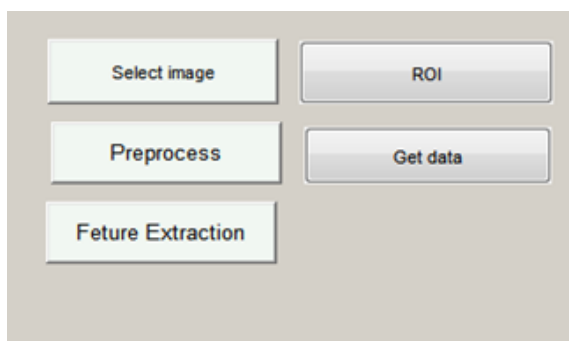 Select image
ROI
Preprocess
Get data
Feture Extraction